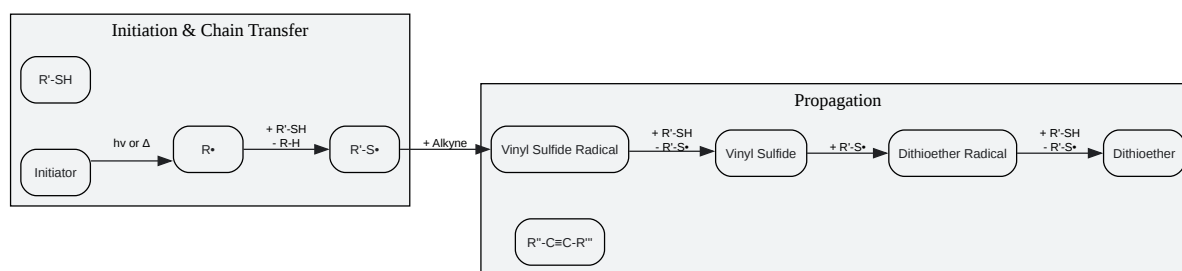 Initiation & Chain Transfer
R'-SH
Initiator
hν or Δ
R•
+ R'-SH
- R-H
R'-S•
+ Alkyne
Propagation
Vinyl Sulfide Radical
+ R'-SH
- R'-S•
Vinyl Sulfide
+ R'-S•
Dithioether Radical
+ R'-SH
- R'-S•
Dithioether
R''-C≡C-R'''